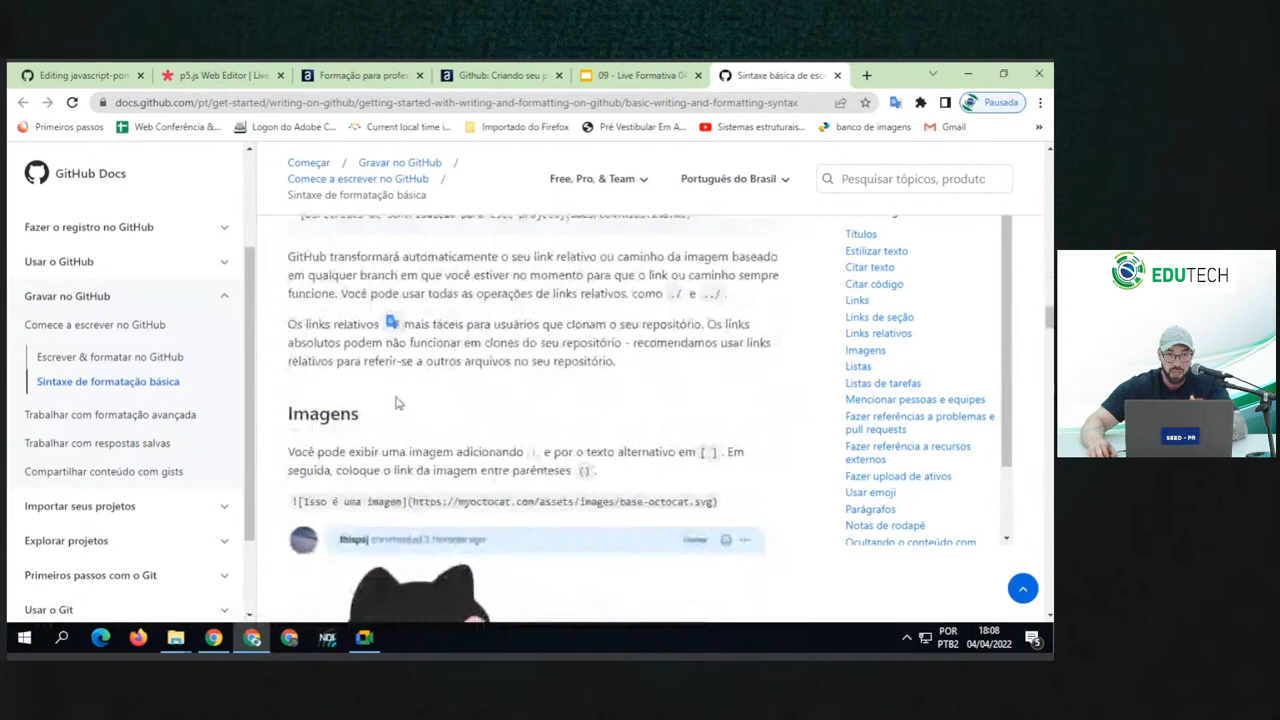 Editing javascript-pon
p5.js Web Editor | Live
Formação para profes
Github: Criando seu p
09 - Live Formativa 04
Sintaxe básica de esc
docs.github.com/pt/get-started/writing-on-github/getting-started-with-writing-and-formatting-on-github/basic-writing-and-formatting-syntax
Pausada
Primeiros passos
Web Conferência &...
Logon do Adobe C...
Current local time i...
Importado do Firefox
Pré Vestibular Em A...
Sistemas estruturais...
banco de imagens
Gmail
GitHub Docs
Fazer o registro no GitHub
Usar o GitHub
Gravar no GitHub
Comece a escrever no GitHub
Escrever & formatar no GitHub
Sintaxe de formatação básica
Trabalhar com formatação avançada
Trabalhar com respostas salvas
Compartilhar conteúdo com gists
Importar seus projetos
Explorar projetos
Primeiros passos com o Git
Usar o Git
Começar / Gravar no GitHub /
Comece a escrever no GitHub /
Sintaxe de formatação básica
Free, Pro, & Team
Português do Brasil
Pesquisar tópicos, produto
GitHub transformará automaticamente o seu link relativo ou caminho da imagem baseado
em qualquer branch em que você estiver no momento para que o link ou caminho sempre
funcione. Você pode usar todas as operações de links relativos, como ./ e ../ .
Os links relativos mais fáceis para usuários que clonam o seu repositório. Os links
absolutos podem não funcionar em clones do seu repositório - recomendamos usar links
relativos para referir-se a outros arquivos no seu repositório.
Imagens
Você pode exibir uma imagem adicionando ! , e por o texto alternativo em [ ] . Em
seguida, coloque o link da imagem entre parênteses ().
![Isso é uma imagem](https://myoctocat.com/assets/images/base-octocat.svg)
Títulos
Estilizar texto
Citar texto
Citar código
Links
Links de seção
Links relativos
Imagens
Listas
Listas de tarefas
Mencionar pessoas e equipes
Fazer referências a problemas e
pull requests
Fazer referência a recursos
externos
Fazer upload de ativos
Usar emoji
Parágrafos
Notas de rodapé
Ocultando o conteúdo com
POR
PTB2
18:08
04/04/2022
5
EDUTECH
SEED - PR